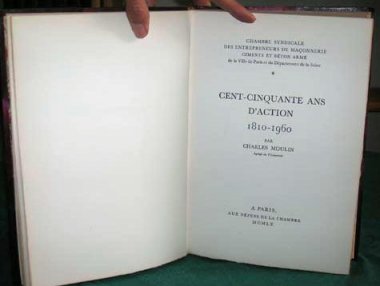 CHAMBRE SYNDICALE
DES ENTREPRENEURS DE MAÇONNERIE
CIMENTS ET BÉTON ARMÉ
de la Ville de Paris et du Département de la Seine
CENT-CINQUANTE ANS
D'ACTION
1810-1960
PAR
CHARLES MOULIN
A PARIS,
AUX DÉPENS DE LA CHAMBRE
MCMLX